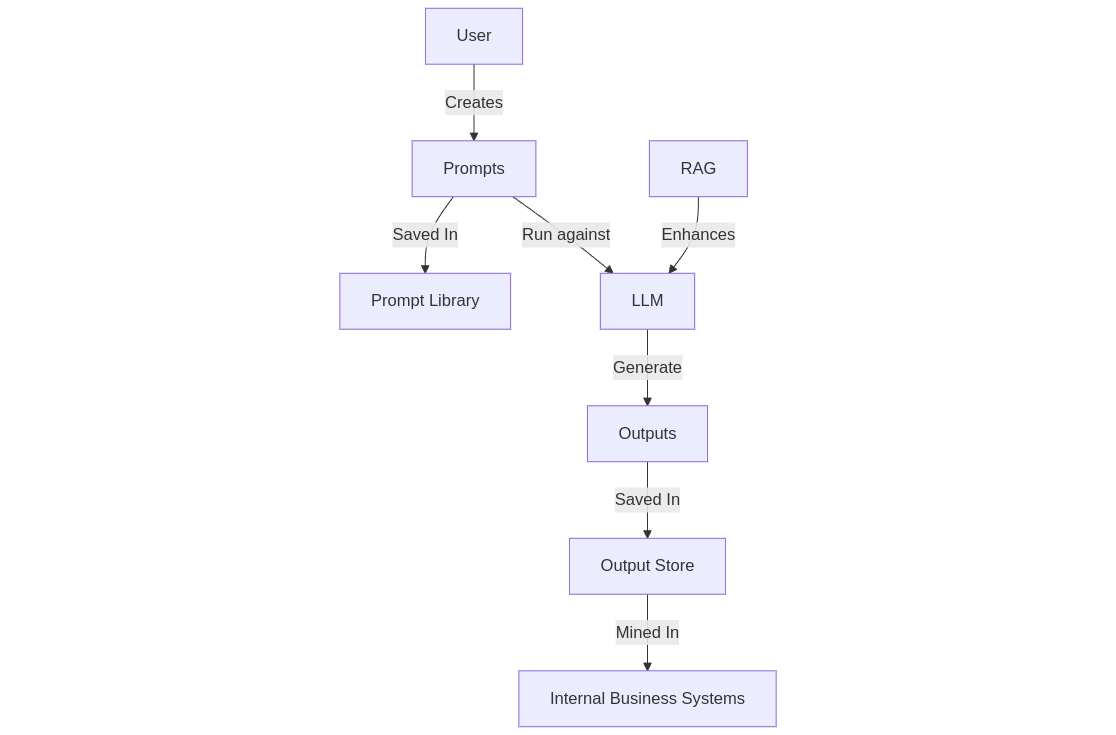 User
Creates
Prompts
RAG
Saved In
Run against
Enhances
Prompt Library
LLM
Generate
Outputs
Saved In
Output Store
Mined In
Internal Business Systems